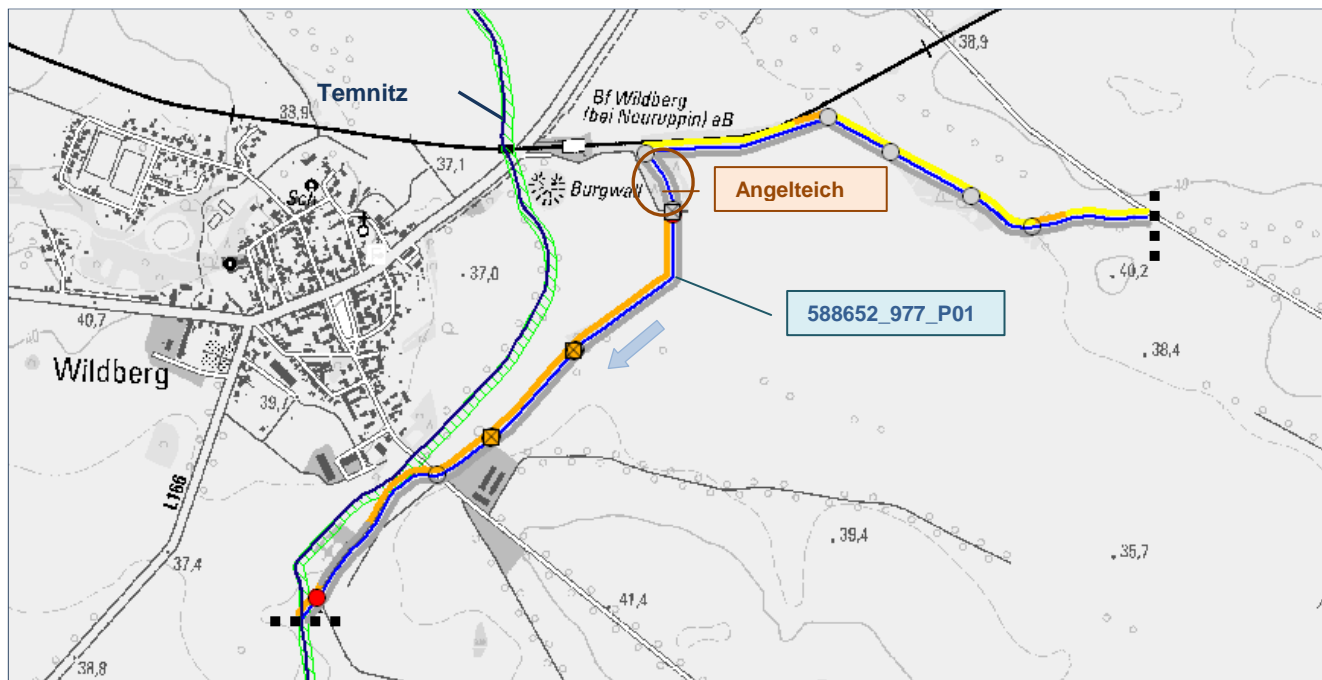 38,9
Temnitz
Bf Wildberg
(bei Neuruppin) aB
33,9
37,1
Sch
Burgwall
Angelteich
37,0
40,2
40,7
588652_977_P01
38,4
Wildberg
39,1
L166
39,4
35,7
37,4
41,4
38,8